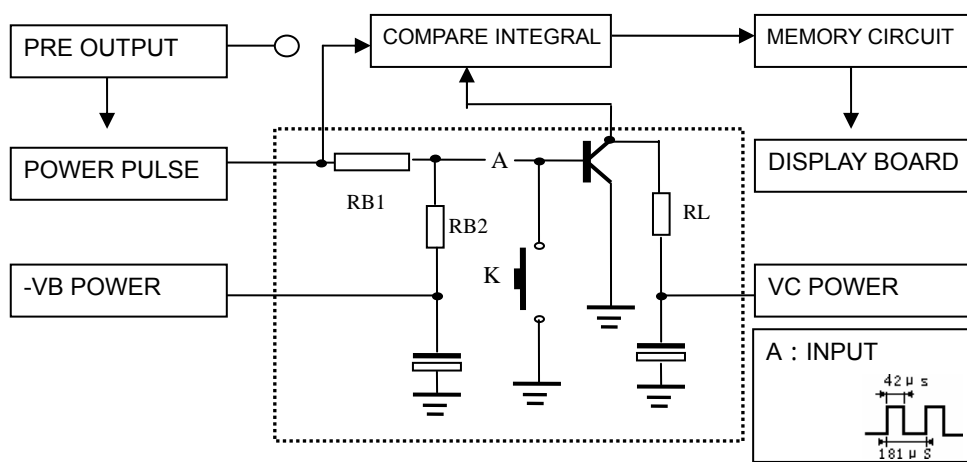 PRE OUTPUT
COMPARE INTEGRAL
MEMORY CIRCUIT
POWER PULSE
A
DISPLAY BOARD
RB1
RB2
RL
-VB POWER
K
VC POWER
A：INPUT
42μs
181μS